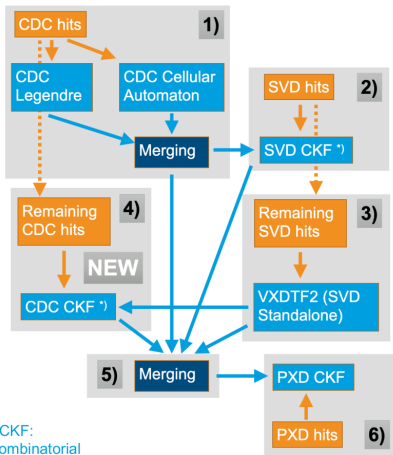 CDC hits
1)
CDC
Legendre
CDC Cellular
Automaton
Merging
SVD hits
2)
SVD CKF *)
Remaining
CDC hits
4)
NEW
CDC CKF *)
Remaining
SVD hits
3)
VXDTF2 (SVD
Standalone)
5)
Merging
PXD CKF
PXD hits
6)
CKF:
ombinatorial